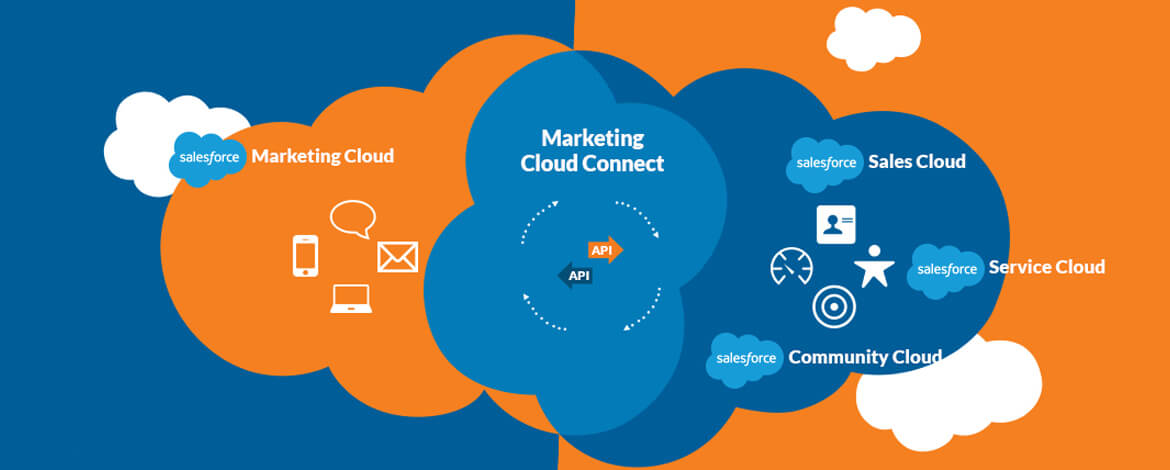 salesforce Marketing Cloud
Marketing
Cloud Connect
API
API
salesforce Sales Cloud
salesforce Service Cloud
salesforce Community Cloud